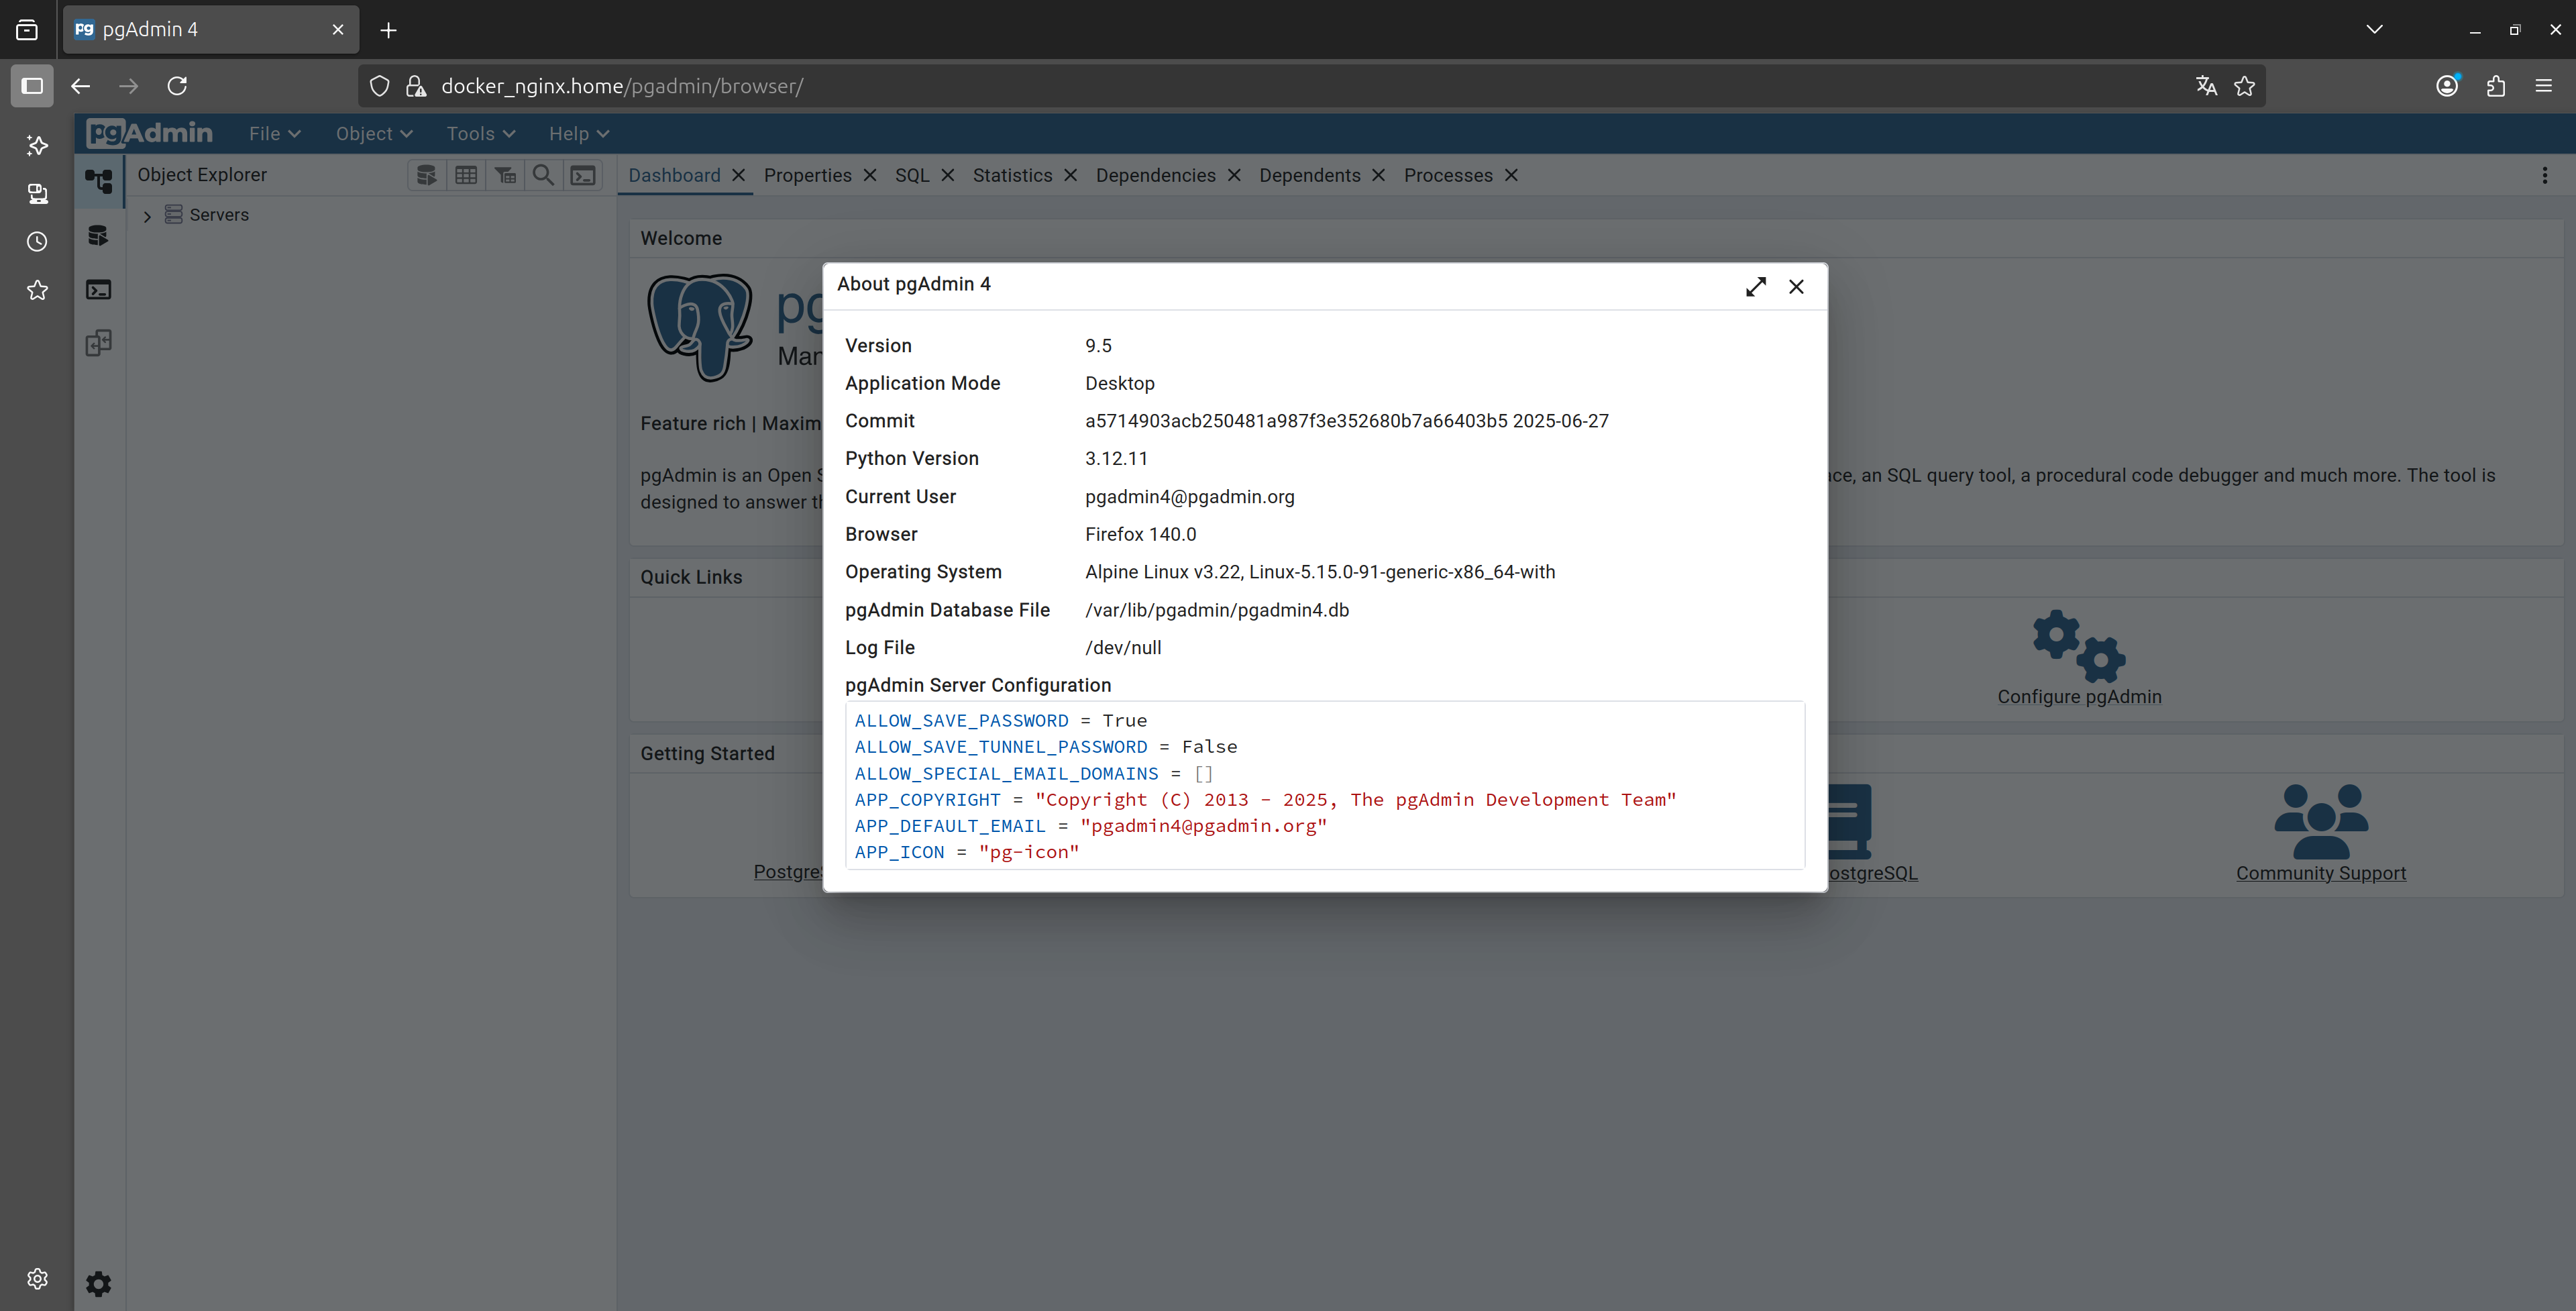 pgAdmin 4
docker_nginx.home/pgadmin/browser/
pgAdmin File Object Tools Help
Object Explorer
Dashboard Properties SQL Statistics Dependencies Dependents Processes
Servers
Welcome
About pgAdmin 4
Version 9.5
Application Mode Desktop
Commit a5714903acb250481a987f3e352680b7a66403b5 2025-06-27
Python Version 3.12.11
Current User pgadmin4@pgadmin.org
Browser Firefox 140.0
Operating System Alpine Linux v3.22, Linux-5.15.0-91-generic-x86_64-with
pgAdmin Database File /var/lib/pgadmin/pgadmin4.db
Log File /dev/null
pgAdmin Server Configuration
ALLOW_SAVE_PASSWORD = True
ALLOW_SAVE_TUNNEL_PASSWORD = False
ALLOW_SPECIAL_EMAIL_DOMAINS = []
APP_COPYRIGHT = "Copyright (C) 2013 - 2025, The pgAdmin Development Team"
APP_DEFAULT_EMAIL = "pgadmin4@pgadmin.org"
APP_ICON = "pg-icon"
pg
Man
Feature rich | Maxim
pgAdmin is an Open S
nce, an SQL query tool, a procedural code debugger and much more. The tool is
designed to answer th
Quick Links
Configure pgAdmin
Getting Started
Postgre
ostgreSQL
Community Support